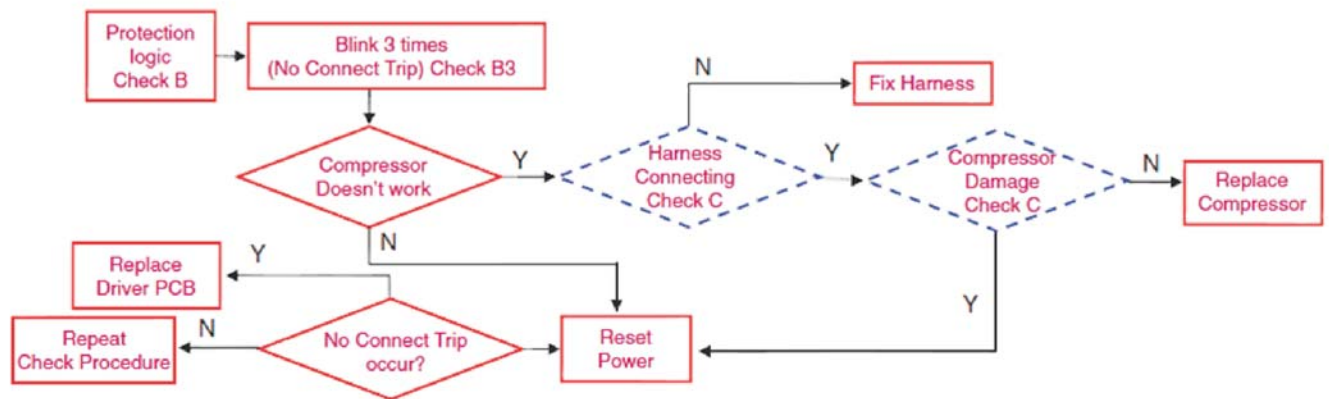 Protection
logic
Check B
Blink 3 times
(No Connect Trip) Check B3
N
Fix Harness
Compressor
Doesn't work
Y
Harness
Connecting
Check C
Y
Compressor
Damage
Check C
N
Replace
Compressor
N
Y
Replace
Driver PCB
Y
No Connect Trip
occur?
N
Repeat
Check Procedure
Reset
Power